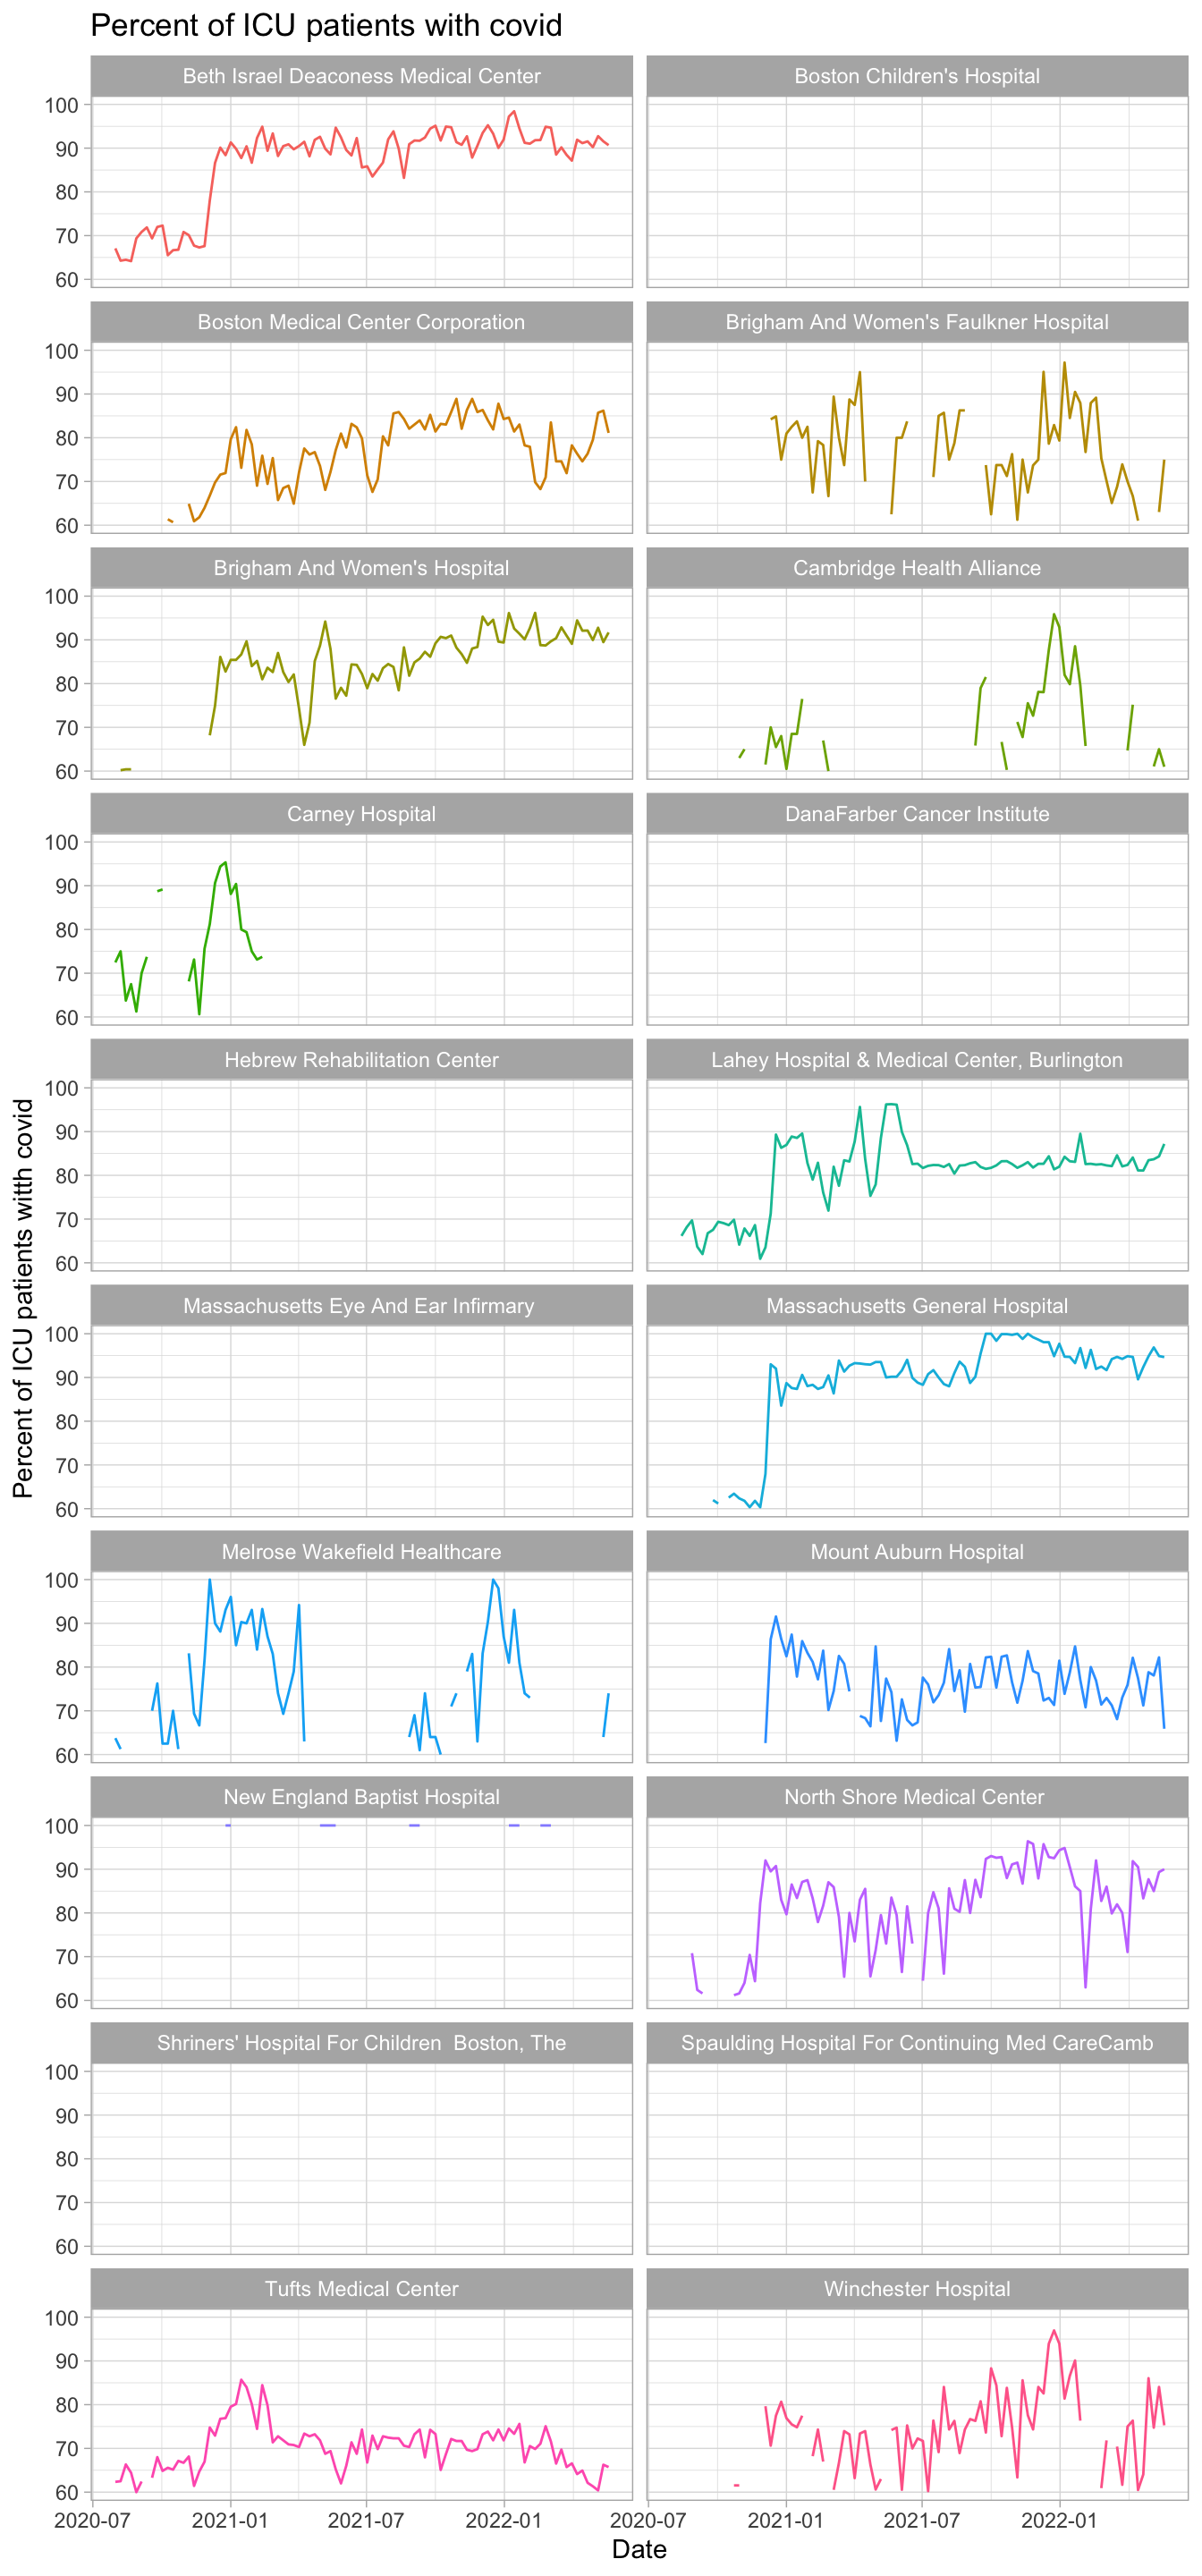 Percent of ICU patients with covid
Beth Israel Deaconess Medical Center
Boston Children's Hospital
100
90
80
70
60
Boston Medical Center Corporation
Brigham And Women's Faulkner Hospital
100
90
80
70
60
Brigham And Women's Hospital
Cambridge Health Alliance
100
90
80
70
60
Carney Hospital
DanaFarber Cancer Institute
100
90
80
70
60
Hebrew Rehabilitation Center
Lahey Hospital & Medical Center, Burlington
100
90
80
70
60
Percent of ICU patients with covid
Massachusetts Eye And Ear Infirmary
Massachusetts General Hospital
100
90
80
70
60
Melrose Wakefield Healthcare
Mount Auburn Hospital
100
90
80
70
60
New England Baptist Hospital
North Shore Medical Center
100
90
80
70
60
Shriners' Hospital For Children  Boston, The
Spaulding Hospital For Continuing Med CareCamb
100
90
80
70
60
Tufts Medical Center
Winchester Hospital
100
90
80
70
60
2020-07 2021-01 2021-07 2022-01 2020-07 2021-01 2021-07 2022-01
Date